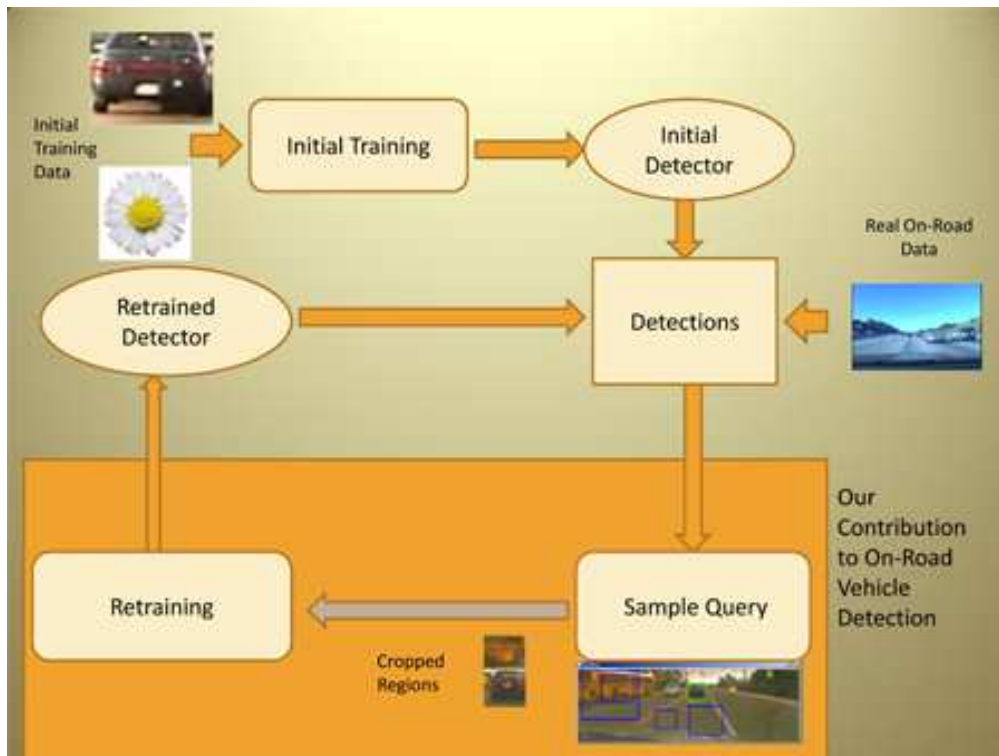 Initial
Training
Data
Initial Training
Initial
Detector
Real On-Road
Data
Retrained
Detector
Detections
Our
Contribution
to On-Road
Vehicle
Detection
Retraining
Sample Query
Cropped
Regions